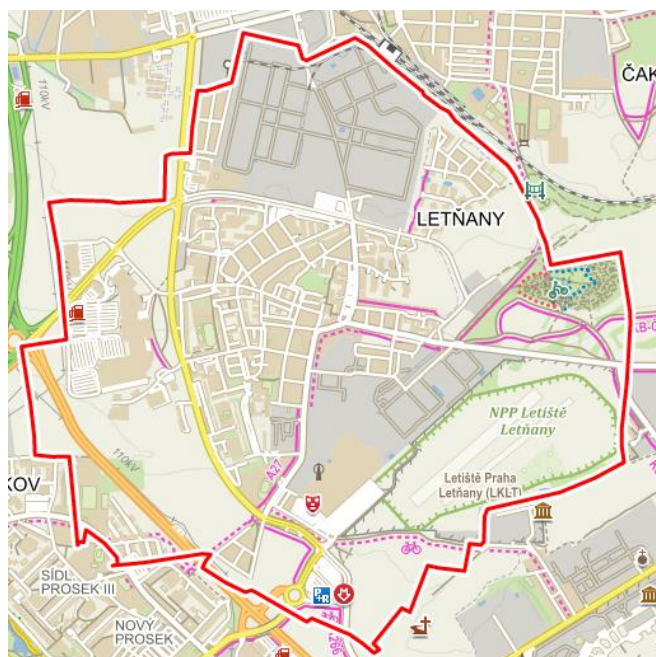 110kV
ČAK
LETŇANY
KB-Č
NPP Letiště
Letňany
A27
110kV
Letiště Praha
Letňany (LKLT)
KOV
SÍDL.
PROSEK III
NOVÝ
PROSEK
P+R
A266